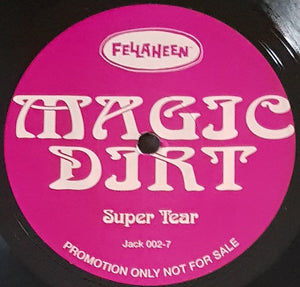 FELLAHEEN
MAGIC
DIRT
Super Tear
Jack 002-7
PROMOTION ONLY NOT FOR SALE